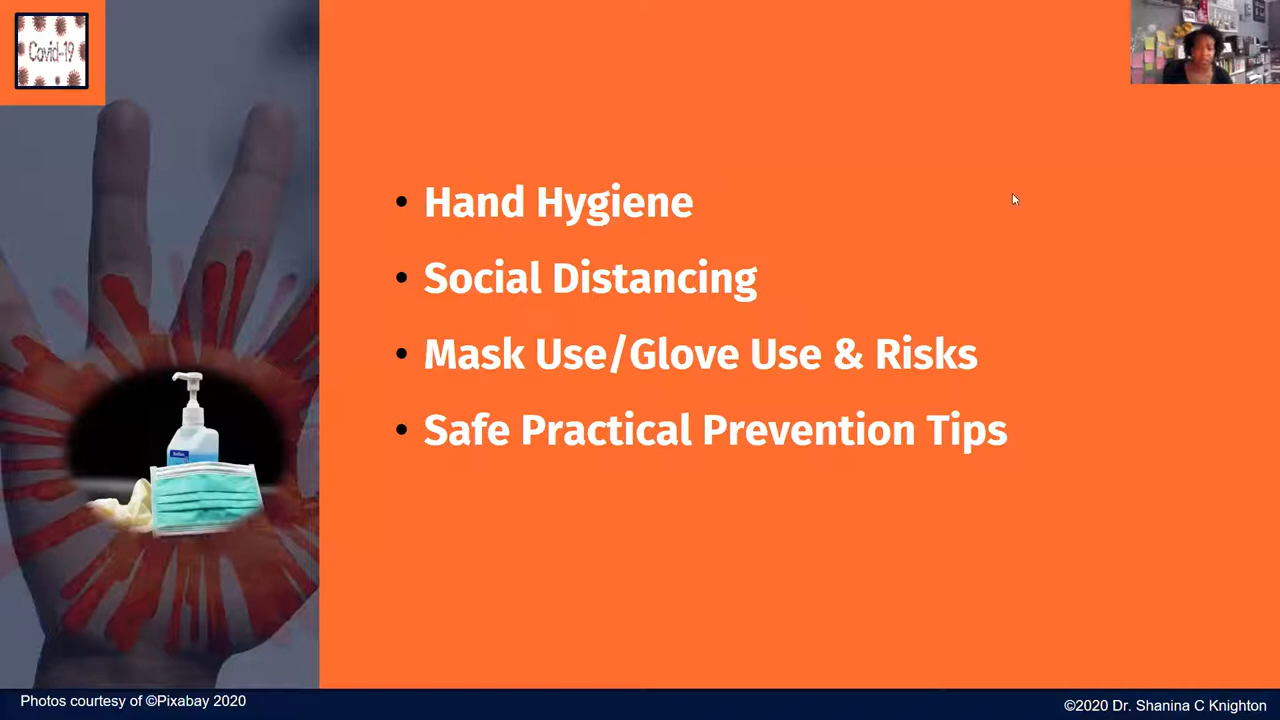 Covid-19
• Hand Hygiene
• Social Distancing
• Mask Use/Glove Use & Risks
• Safe Practical Prevention Tips
Photos courtesy of ©Pixabay 2020
©2020 Dr. Shanina C Knighton